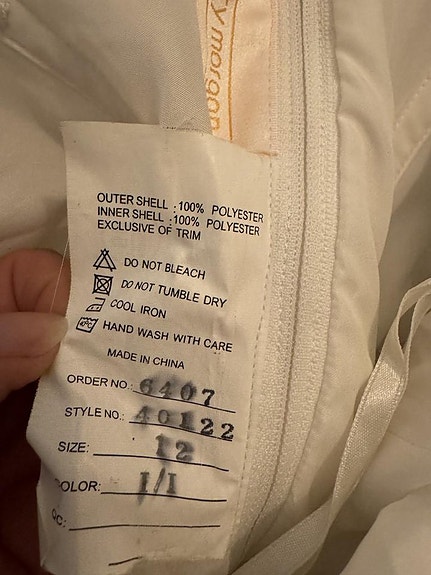 y morgan
OUTER SHELL : 100% POLYESTER
INNER SHELL : 100% POLYESTER
EXCLUSIVE OF TRIM
DO NOT BLEACH
DO NOT TUMBLE DRY
COOL IRON
HAND WASH WITH CARE
MADE IN CHINA
ORDER NO.: 6407
STYLE NO.: 40122
SIZE: 12
COLOR: I/I
QC: